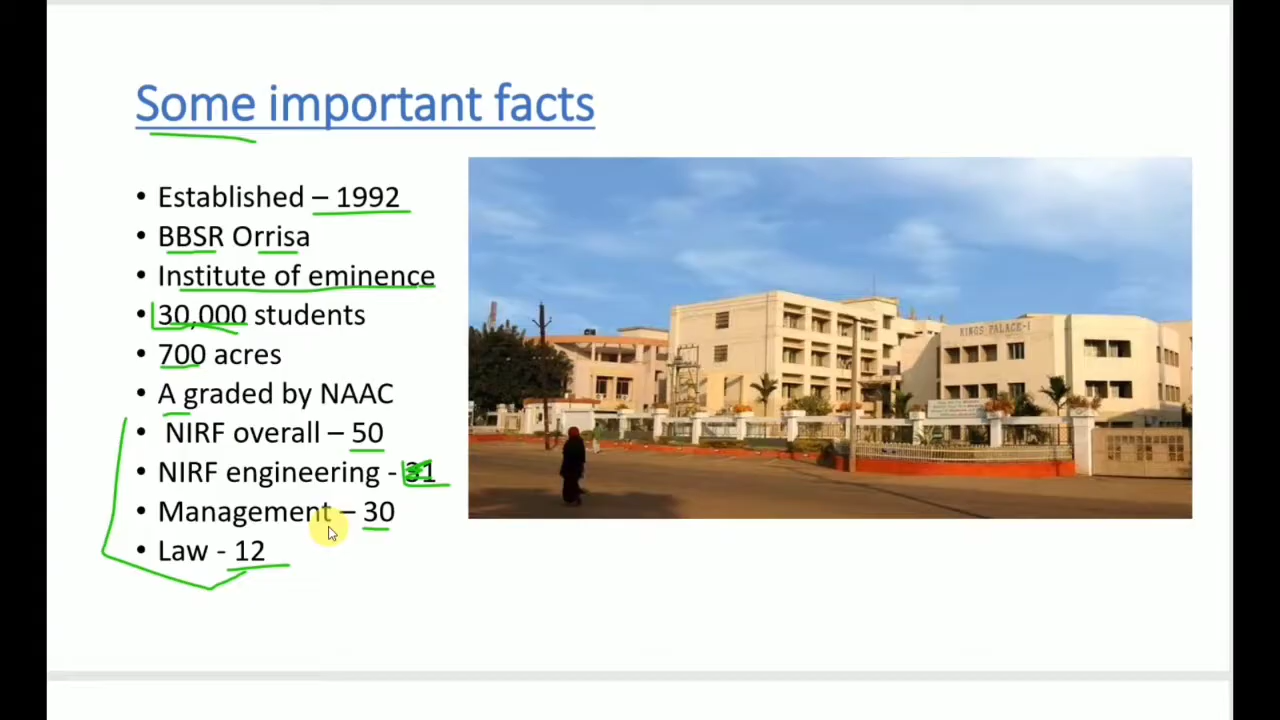 Some important facts
• Established – 1992
• BBSR Orrisa
• Institute of eminence
• 30,000 students
• 700 acres
• A graded by NAAC
• NIRF overall – 50
• NIRF engineering - 31
• Management – 30
• Law - 12
KINGS PALACE-I